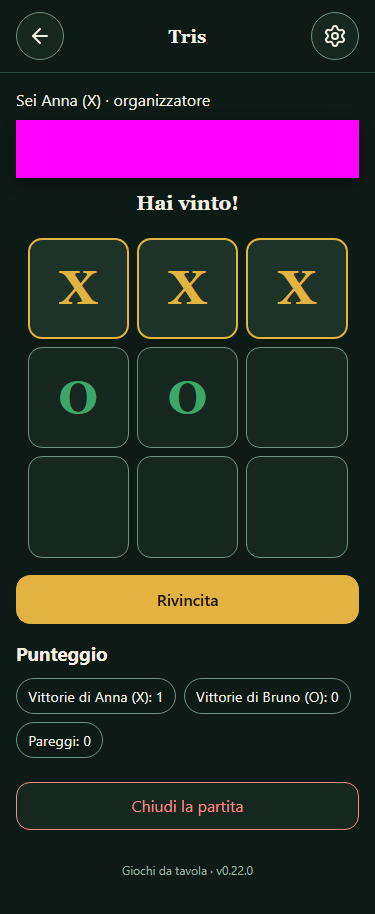 Tris
Sei Anna (X) · organizzatore
Hai vinto!
X X X
O O
Rivincita
Punteggio
Vittorie di Anna (X): 1 Vittorie di Bruno (O): 0
Pareggi: 0
Chiudi la partita
Giochi da tavola · v0.22.0